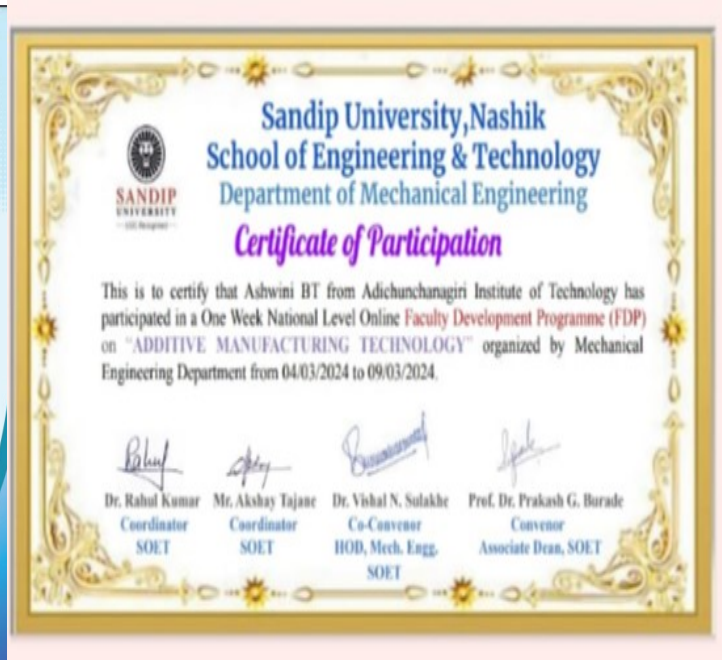 Sandip University,Nashik
School of Engineering & Technology
Department of Mechanical Engineering
SANDIP
UNIVERSITY
Certificate of Participation
This is to certify that Ashwini BT from Adichunchanagiri Institute of Technology has
participated in a One Week National Level Online Faculty Development Programme (FDP)
on "ADDITIVE MANUFACTURING TECHNOLOGY" organized by Mechanical
Engineering Department from 04/03/2024 to 09/03/2024.
Dr. Rahul Kumar
Coordinator
SOET
Mr. Akshay Tajane
Coordinator
SOET
Dr. Vishal N. Sulakhe
Co-Convenor
HOD, Mech. Engg.
SOET
Prof. Dr. Prakash G. Burade
Convenor
Associate Dean, SOET